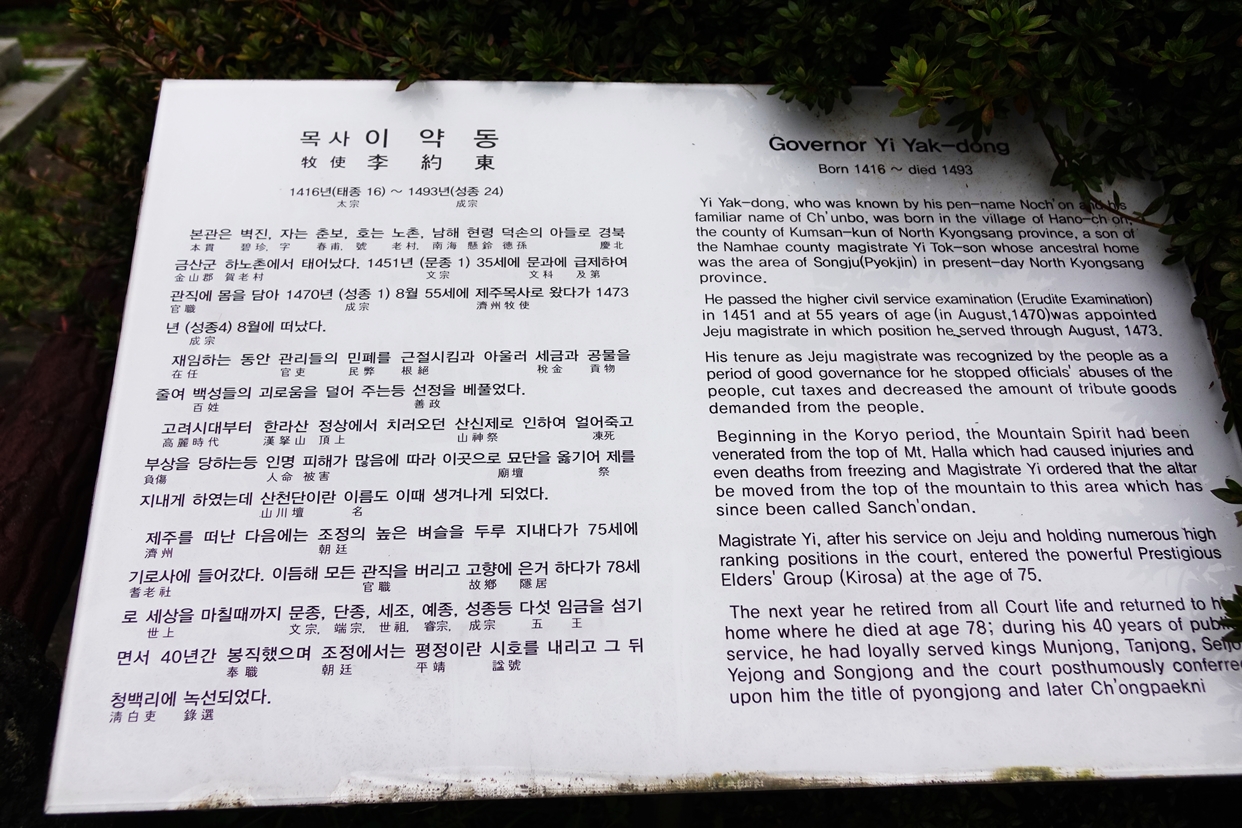 목사 이 약 동
牧使 李 約 東
1416년(태종 16) ~ 1493년(성종 24)
太宗 成宗
본관은 벽진, 자는 춘보, 호는 노촌, 남해 현령 덕손의 아들로 경북
本貫 碧珍, 字 春甫, 號 老村, 南海 懸鈴 德孫 慶北
금산군 하노촌에서 태어났다. 1451년 (문종 1) 35세에 문과에 급제하여
金山郡 賀老村 文宗 文科 及第
관직에 몸을 담아 1470년 (성종 1) 8월 55세에 제주목사로 왔다가 1473
官職 成宗 濟州牧使
년 (성종4) 8월에 떠났다.
成宗
재임하는 동안 관리들의 민폐를 근절시킴과 아울러 세금과 공물을
在任 官吏 民弊 根絕 稅金 貢物
줄여 백성들의 괴로움을 덜어 주는등 선정을 베풀었다.
百姓 善政
고려시대부터 한라산 정상에서 치러오던 산신제로 인하여 얼어죽고
高麗時代 漢拏山 頂上 山神祭 凍死
부상을 당하는등 인명 피해가 많음에 따라 이곳으로 묘단을 옮기어 제를
負傷 人命 被害 廟壇 祭
지내게 하였는데 산천단이란 이름도 이때 생겨나게 되었다.
山川壇 名
제주를 떠난 다음에는 조정의 높은 벼슬을 두루 지내다가 75세에
濟州 朝廷
기로사에 들어갔다. 이듬해 모든 관직을 버리고 고향에 은거 하다가 78세
耆老社 官職 故鄕 隱居
로 세상을 마칠때까지 문종, 단종, 세조, 예종, 성종등 다섯 임금을 섬기
世上 文宗, 端宗, 世祖, 睿宗, 成宗 五 王
면서 40년간 봉직했으며 조정에서는 평정이란 시호를 내리고 그 뒤
奉職 朝廷 平靖 諡號
청백리에 녹선되었다.
淸白吏 錄選
Governor Yi Yak-dong
Born 1416 ~ died 1493
Yi Yak-dong, who was known by his pen-name Noch'on and his
familiar name of Ch'unbo, was born in the village of Hano-ch'on,
the county of Kumsan-kun of North Kyongsang province, a son of
the Namhae county magistrate Yi Tok-son whose ancestral home
was the area of Songju(Pyokjin) in present-day North Kyongsang
province.
He passed the higher civil service examination (Erudite Examination)
in 1451 and at 55 years of age (in August,1470)was appointed
Jeju magistrate in which position he served through August, 1473.
His tenure as Jeju magistrate was recognized by the people as a
period of good governance for he stopped officials' abuses of the
people, cut taxes and decreased the amount of tribute goods
demanded from the people.
Beginning in the Koryo period, the Mountain Spirit had been
venerated from the top of Mt. Halla which had caused injuries and
even deaths from freezing and Magistrate Yi ordered that the altar
be moved from the top of the mountain to this area which has
since been called Sanch'ondan.
Magistrate Yi, after his service on Jeju and holding numerous high
ranking positions in the court, entered the powerful Prestigious
Elders' Group (Kirosa) at the age of 75.
The next year he retired from all Court life and returned to
home where he died at age 78; during his 40 years of
service, he had loyally served kings Munjong, Tanjong,
Yejong and Songjong and the court posthumously conferred
upon him the title of pyongjong and later Ch'ongpaekni